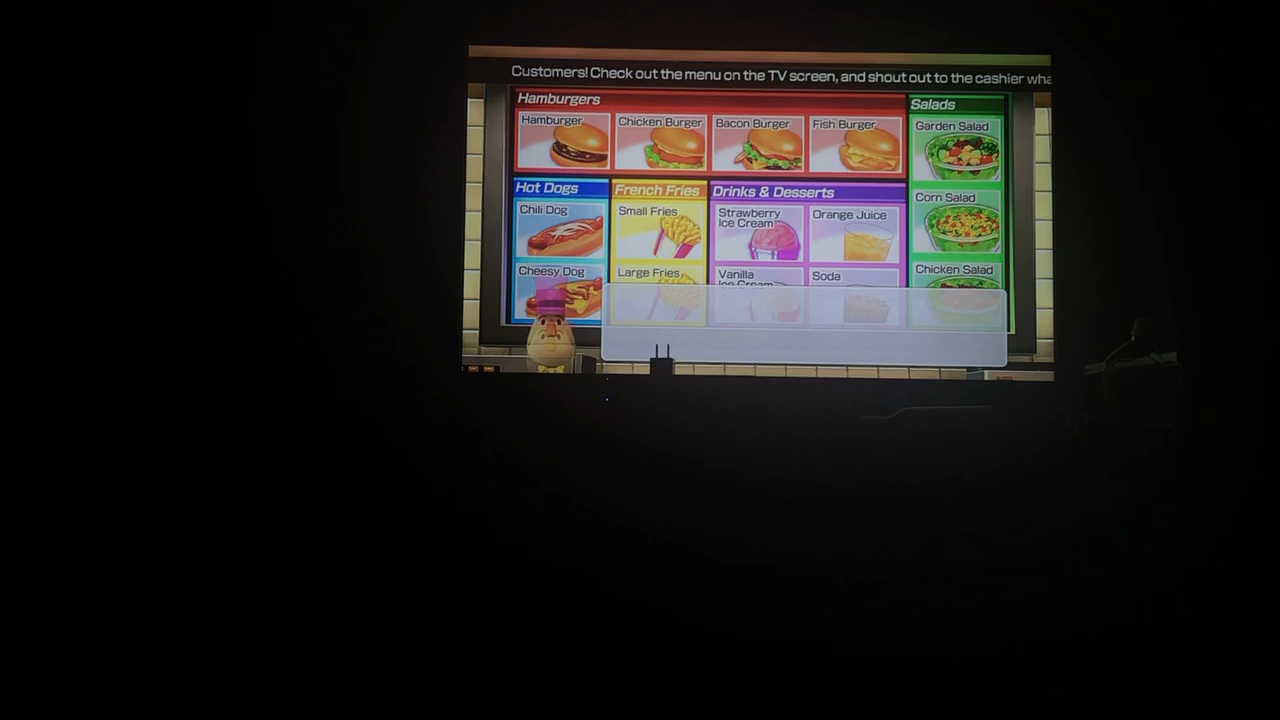 Customers! Check out the menu on the TV screen, and shout out to the cashier wha
Hamburgers
Hamburger
Chicken Burger
Bacon Burger
Fish Burger
Salads
Garden Salad
Corn Salad
Chicken Salad
Hot Dogs
Chili Dog
Cheesy Dog
French Fries
Small Fries
Large Fries
Drinks & Desserts
Strawberry
Ice Cream
Orange Juice
Vanilla
Ice Cream
Soda